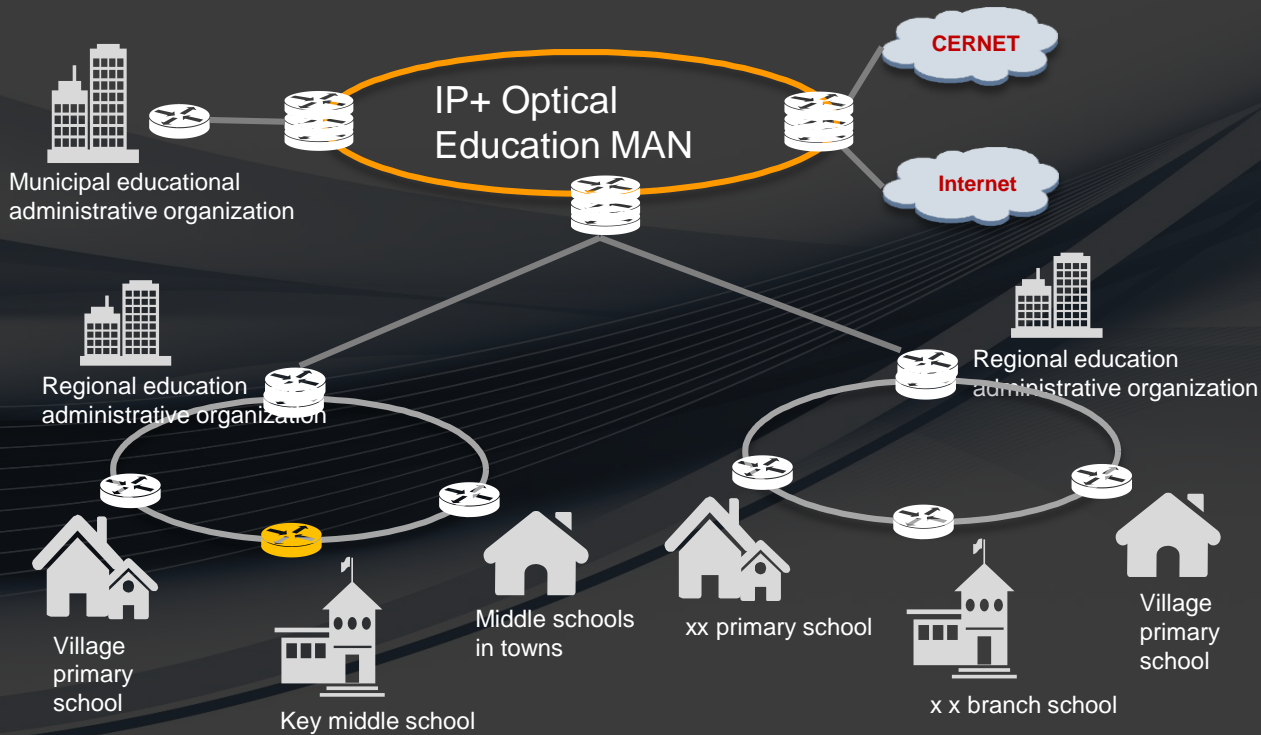 CERNET
IP+ Optical
Education MAN
Internet
Municipal educational
administrative organization
Regional education
administrative organization
Regional education
administrative organization
Village
primary
school
Key middle school
Middle schools
in towns
xx primary school
x x branch school
Village
primary
school